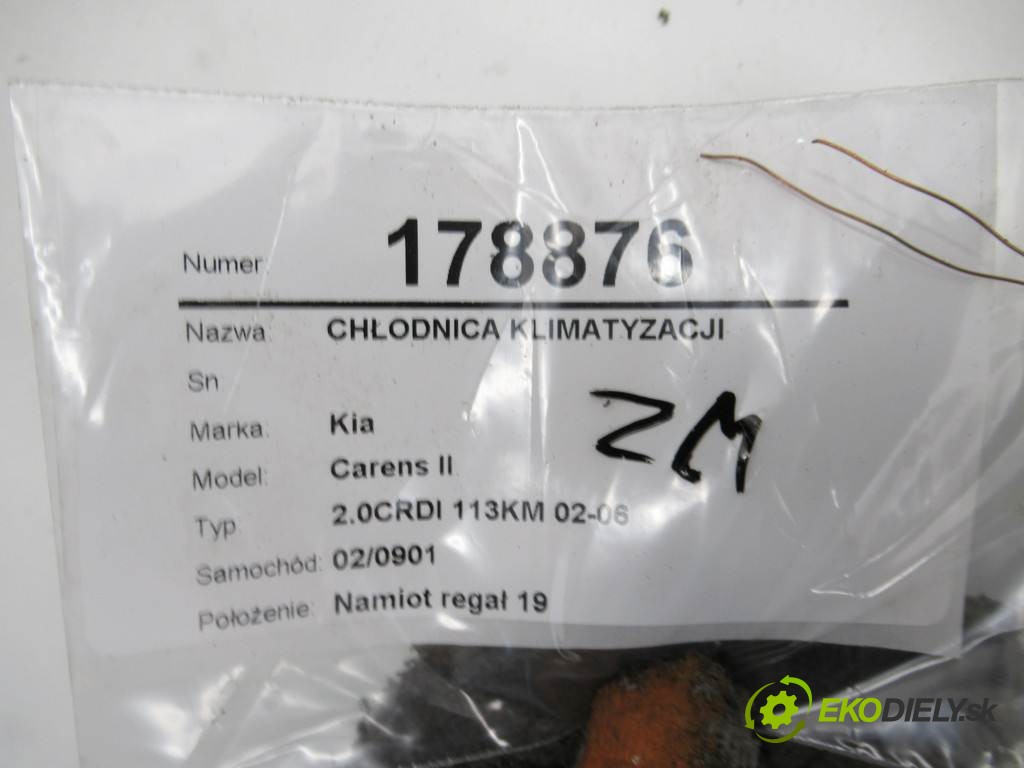 Numer: 178876
Nazwa: CHŁODNICA KLIMATYZACJI
Sn
Marka: Kia
Model: Carens II
Typ 2.0CRDI 113KM 02-06
Samochód: 02/0901
Położenie: Namiot regał 19
ZM
EKODIELY.sk